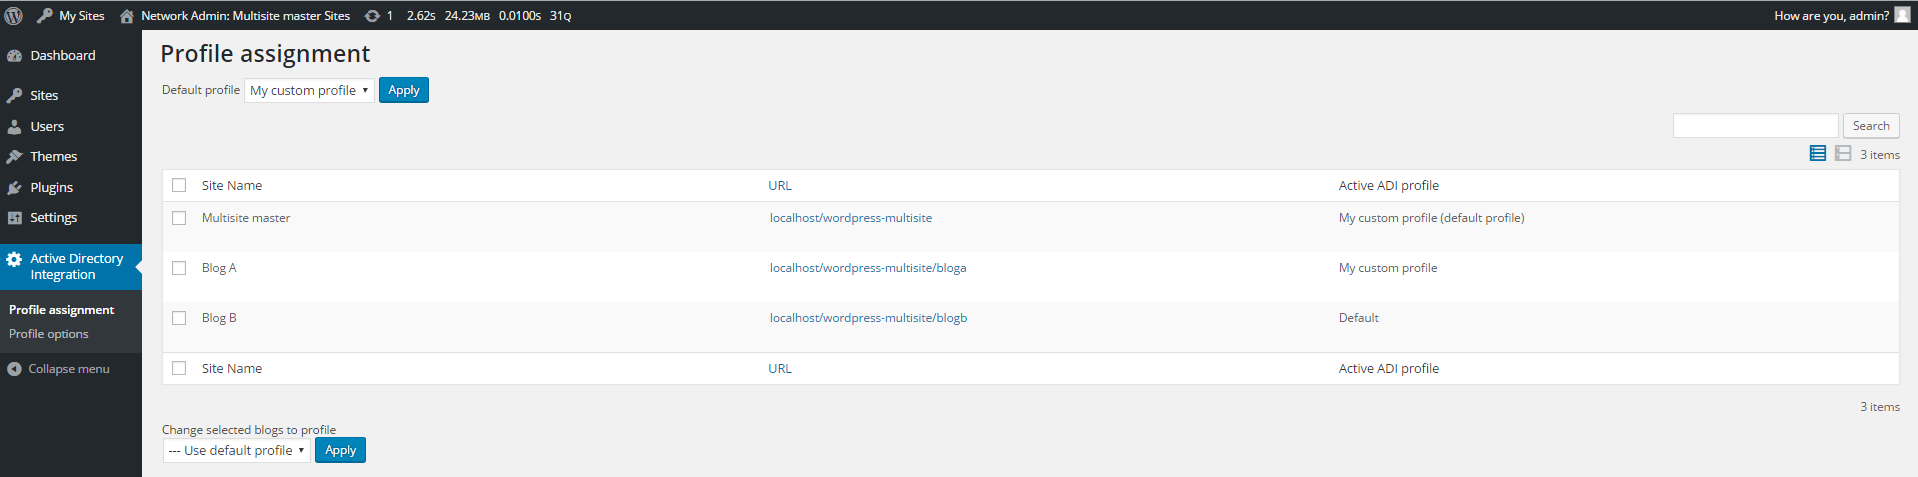 My Sites Network Admin: Multisite master Sites 1 2.62s 24.23MB 0.0100s 31Q How are you, admin?
Dashboard
Sites
Users
Themes
Plugins
Settings
Active Directory
Integration
Profile assignment
Profile options
Collapse menu
Profile assignment
Default profile My custom profile Apply
Search
3 items
Site Name URL Active ADI profile
Multisite master localhost/wordpress-multisite My custom profile (default profile)
Blog A localhost/wordpress-multisite/bloga My custom profile
Blog B localhost/wordpress-multisite/blogb Default
Site Name URL Active ADI profile
3 items
Change selected blogs to profile
--- Use default profile Apply